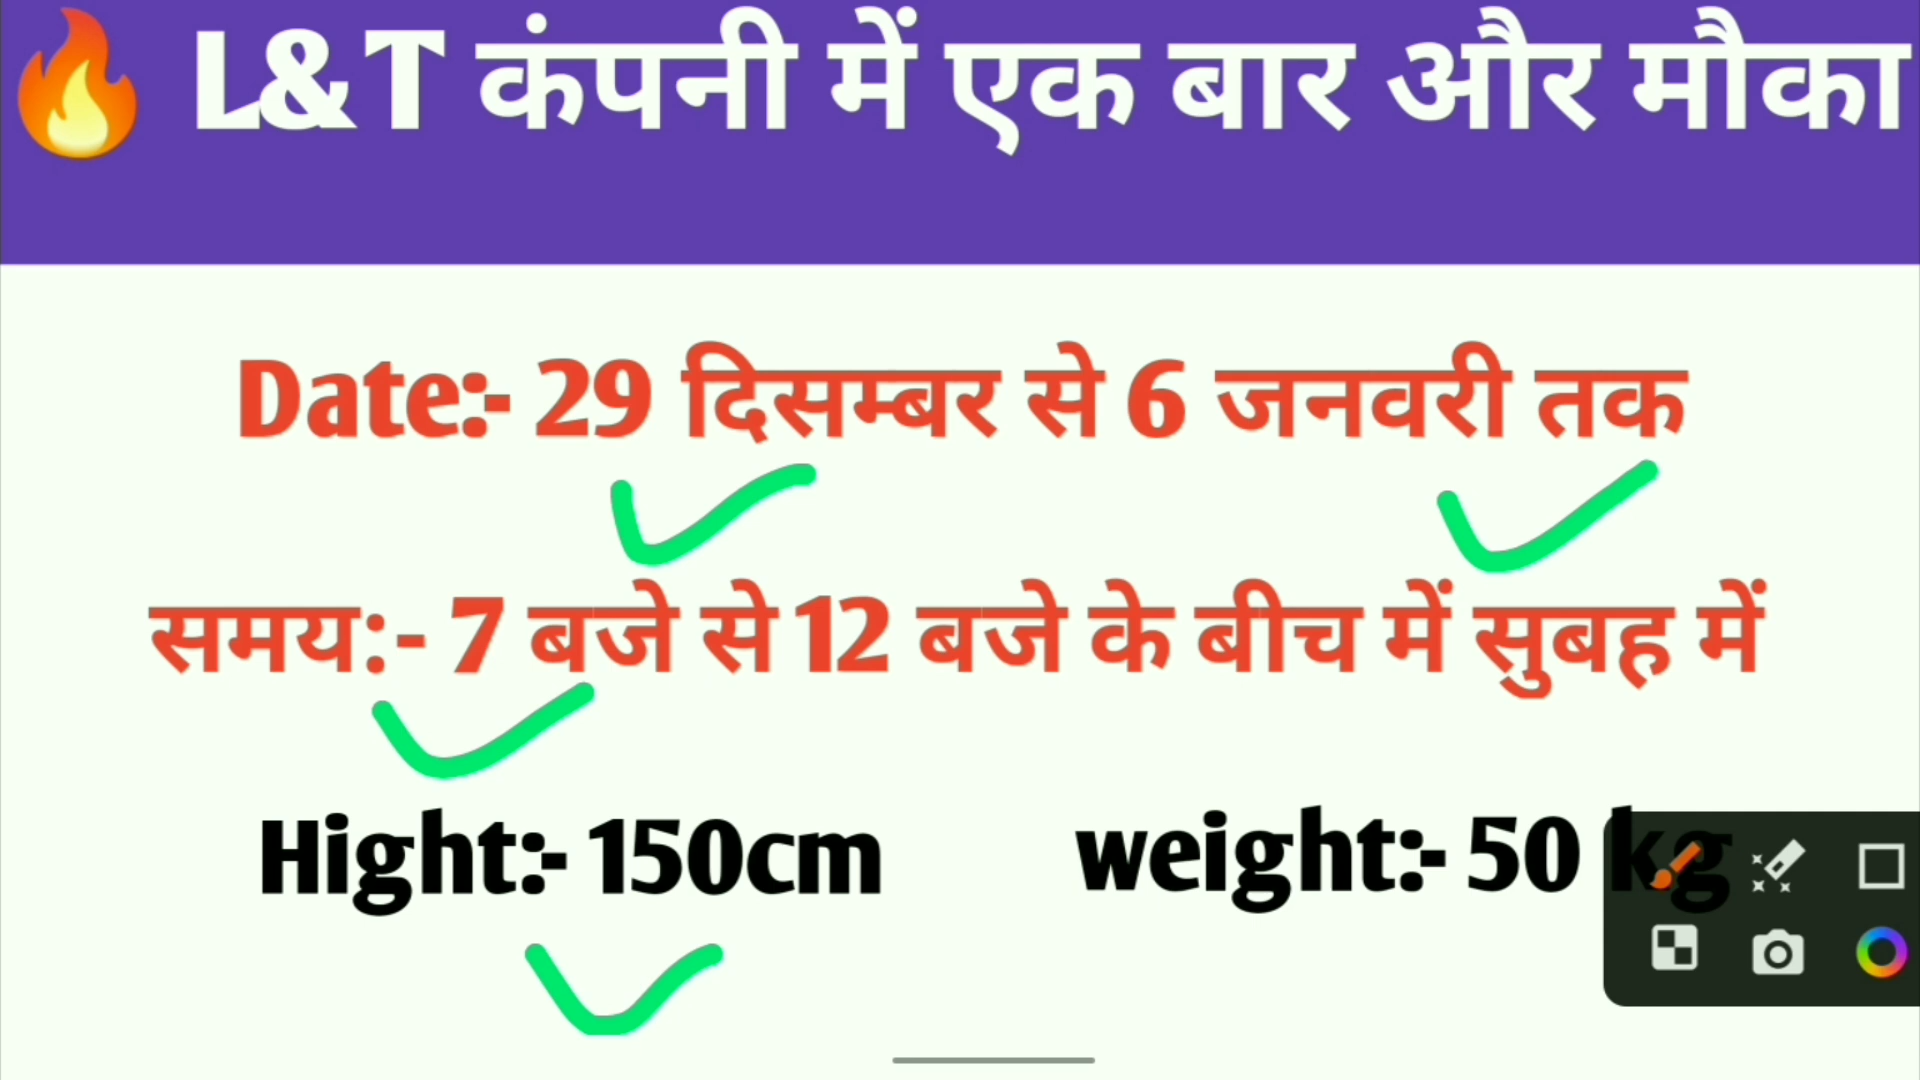 L&T कंपनी में एक बार और मौका
Date:- 29 दिसम्बर से 6 जनवरी तक
समय:- 7 बजे से 12 बजे के बीच में सुबह में
Hight:- 150cm weight:- 50 kg